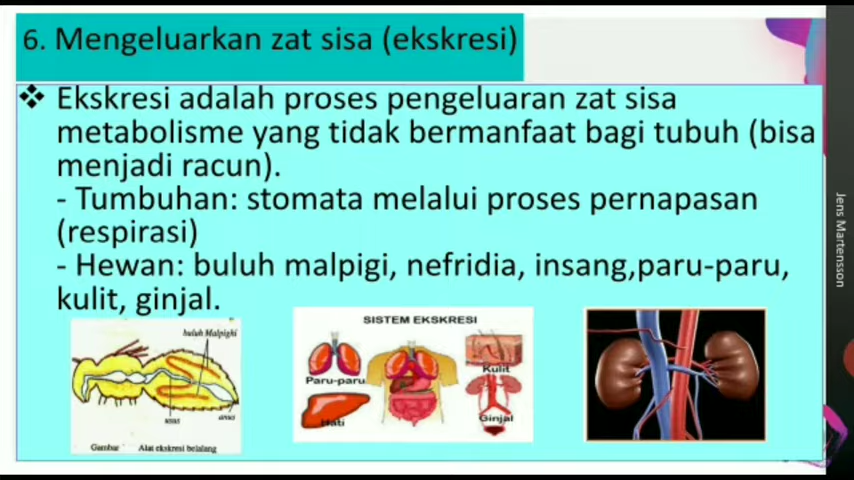 6. Mengeluarkan zat sisa (ekskresi)
❖ Ekskresi adalah proses pengeluaran zat sisa
metabolisme yang tidak bermanfaat bagi tubuh (bisa
menjadi racun).
- Tumbuhan: stomata melalui proses pernapasan
(respirasi)
- Hewan: buluh malpigi, nefridia, insang,paru-paru,
kulit, ginjal.
buluh Malpighi
usus
anus
Gambar Alat ekskresi belalang
SISTEM EKSKRESI
Paru-paru
Kulit
Hati
Ginjal
Jens Martensson